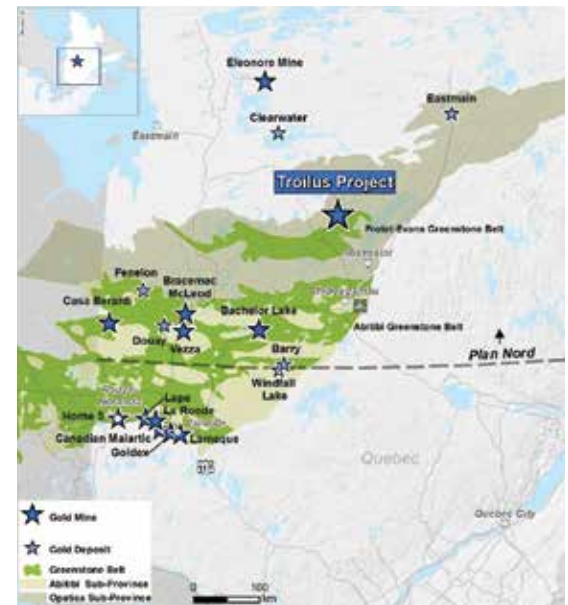 Eleonore Mine
Clearwater
Eastmain
Eastmain
Troilus Project
Frotet-Evans Greenstone Belt
Fenelon
Bracemac
McLeod
Casa Berardi
Bachelor Lake
Douay
Vezza
Abitibi Greenstone Belt
Barry
Plan Nord
Windfall
Lake
Lapa
La Ronde
Horne 5
Canadian Malartic
Goldex
Lamaque
Quebec
Quebec City
Gold Mine
Gold Deposit
Greenstone Belt
Abitibi Sub-Province
Opatica Sub-Province
0
100
km